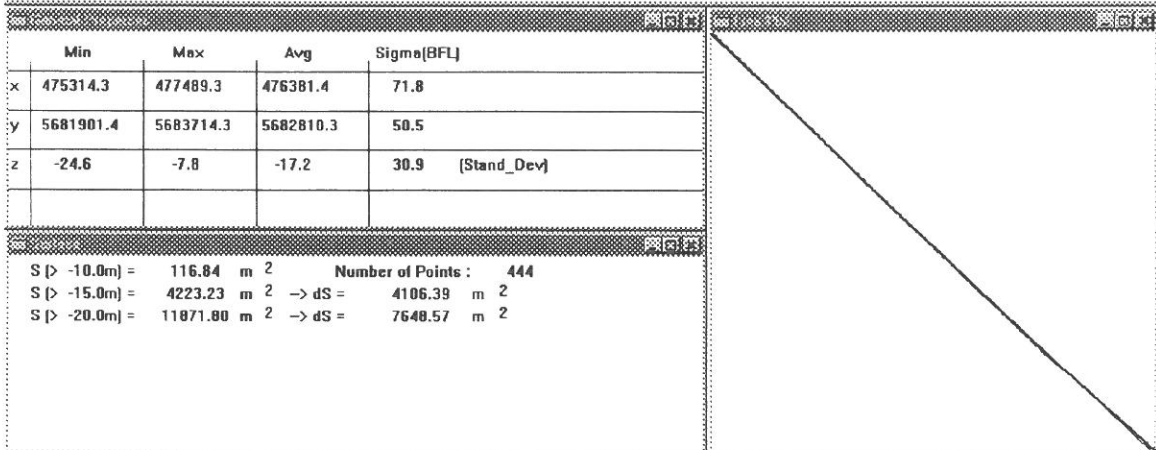 Min Max Avg Sigma(BFL)
x 475314.3 477489.3 476381.4 71.8
y 5681901.4 5683714.3 5682810.3 50.5
z -24.6 -7.8 -17.2 30.9 (Stand_Dev)
S (> -10.0m) = 116.84 m 2 Number of Points : 444
S (> -15.0m) = 4223.23 m 2 -> dS = 4106.39 m 2
S (> -20.0m) = 11871.80 m 2 -> dS = 7648.57 m 2